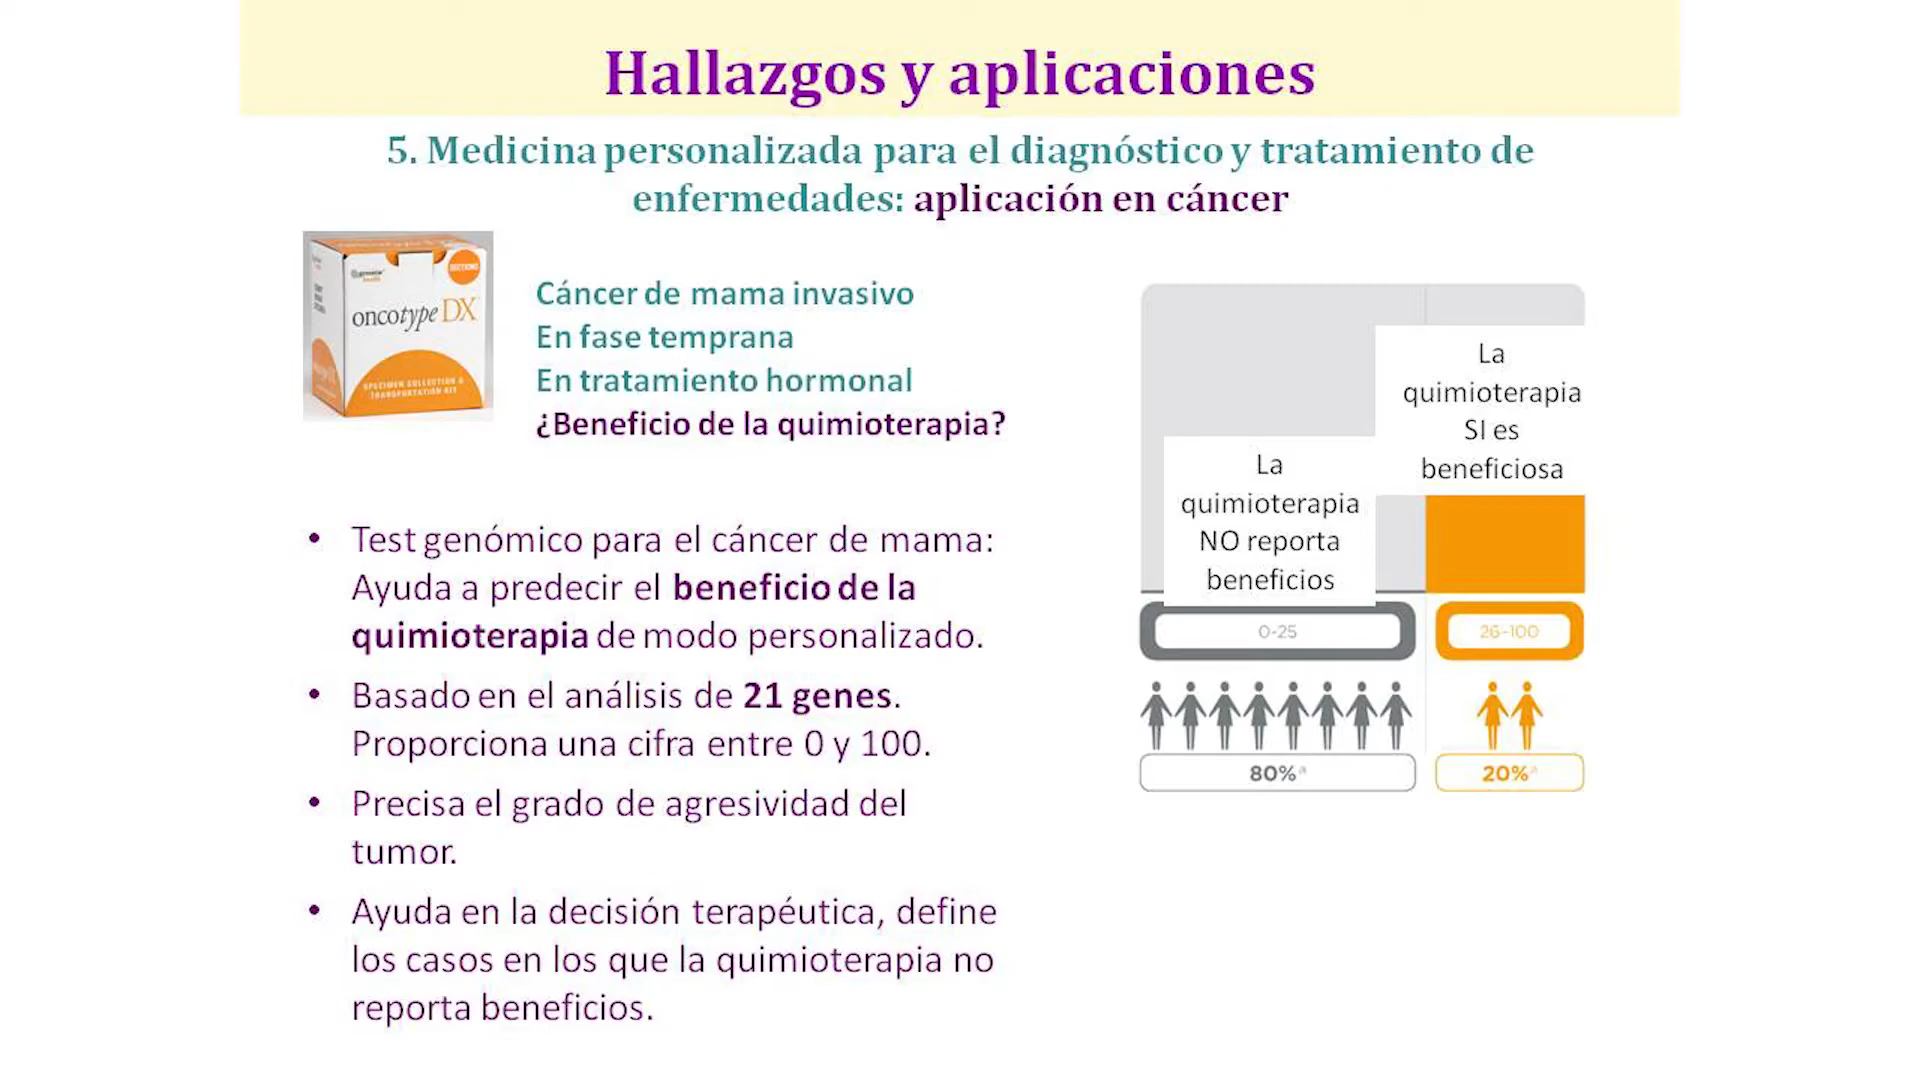 Hallazgos y aplicaciones
5. Medicina personalizada para el diagnóstico y tratamiento de
enfermedades: aplicación en cáncer
oncotype DX
SPECIMEN COLLECTION &
TRANSPORTATION KIT
Cáncer de mama invasivo
En fase temprana
En tratamiento hormonal
¿Beneficio de la quimioterapia?
• Test genómico para el cáncer de mama:
Ayuda a predecir el beneficio de la
quimioterapia de modo personalizado.
• Basado en el análisis de 21 genes.
Proporciona una cifra entre 0 y 100.
• Precisa el grado de agresividad del
tumor.
• Ayuda en la decisión terapéutica, define
los casos en los que la quimioterapia no
reporta beneficios.
La
quimioterapia
SI es
beneficiosa
La
quimioterapia
NO reporta
beneficios
0-25
26-100
80%
20%